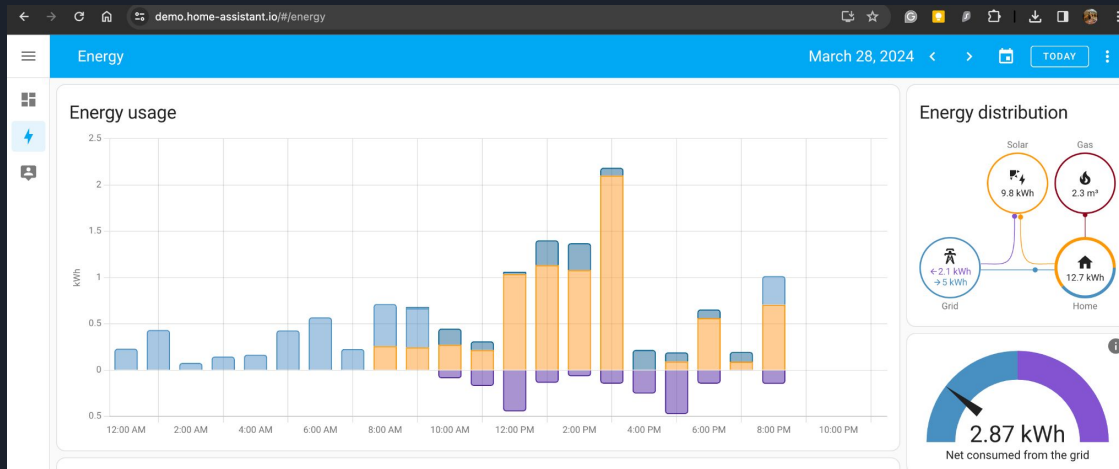 demo.home-assistant.io/#/energy
Energy
March 28, 2024
TODAY
Energy usage
2.5
2
1.5
1
0.5
0
0.5
kWh
12:00 AM 2:00 AM 4:00 AM 6:00 AM 8:00 AM 10:00 AM 12:00 PM 2:00 PM 4:00 PM 6:00 PM 8:00 PM 10:00 PM
Energy distribution
Solar Gas
9.8 kWh 2.3 m³
←2.1 kWh
→5 kWh 12.7 kWh
Grid Home
2.87 kWh
Net consumed from the grid